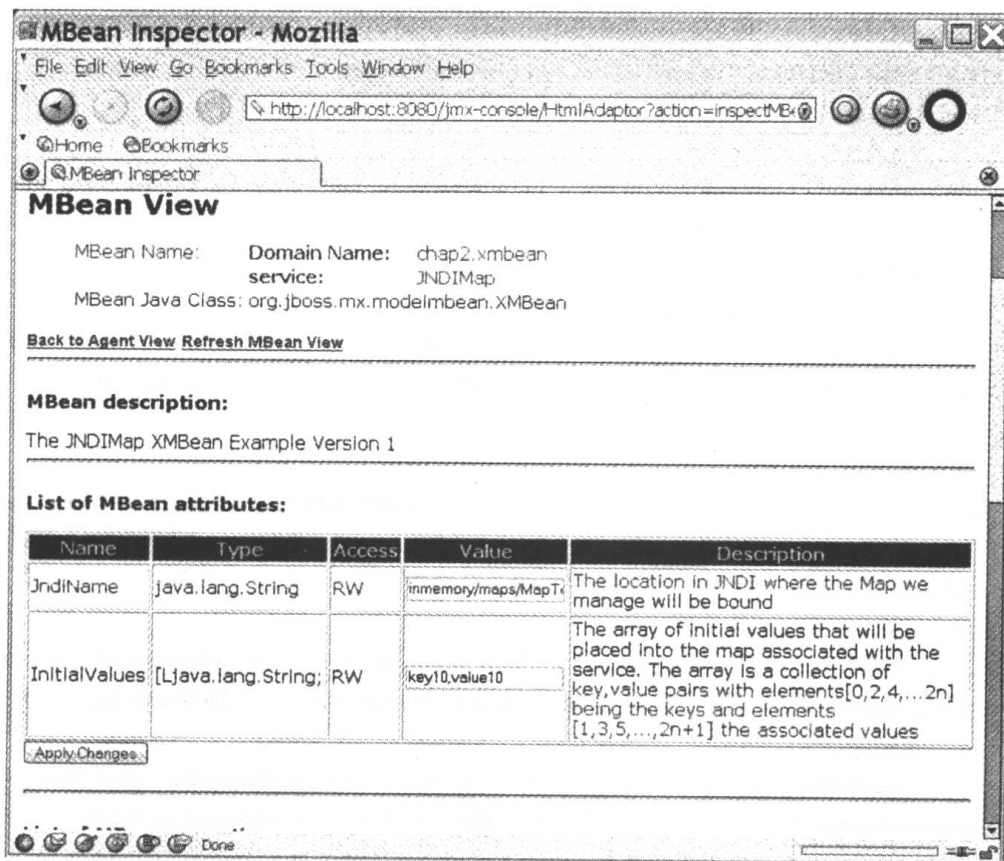 MBean Inspector - Mozilla
File Edit View Go Bookmarks Tools Window Help
http://localhost:8080/jmx-console/HtmlAdaptor?action=inspectMB
Home Bookmarks
MBean Inspector
MBean View
MBean Name: Domain Name: chap2.xmbean
service: JNDIMap
MBean Java Class: org.jboss.mx.modelmbean.XMBean
Back to Agent View Refresh MBean View
MBean description:
The JNDIMap XMBean Example Version 1
List of MBean attributes:
Name Type Access Value Description
JndiName java.lang.String RW inmemory/maps/MapT The location in JNDI where the Map we
manage will be bound
InitialValues [Ljava.lang.String; RW key10,value10 The array of initial values that will be
placed into the map associated with the
service. The array is a collection of
key,value pairs with elements[0,2,4,...2n]
being the keys and elements
[1,3,5,...,2n+1] the associated values
Apply Changes
Done